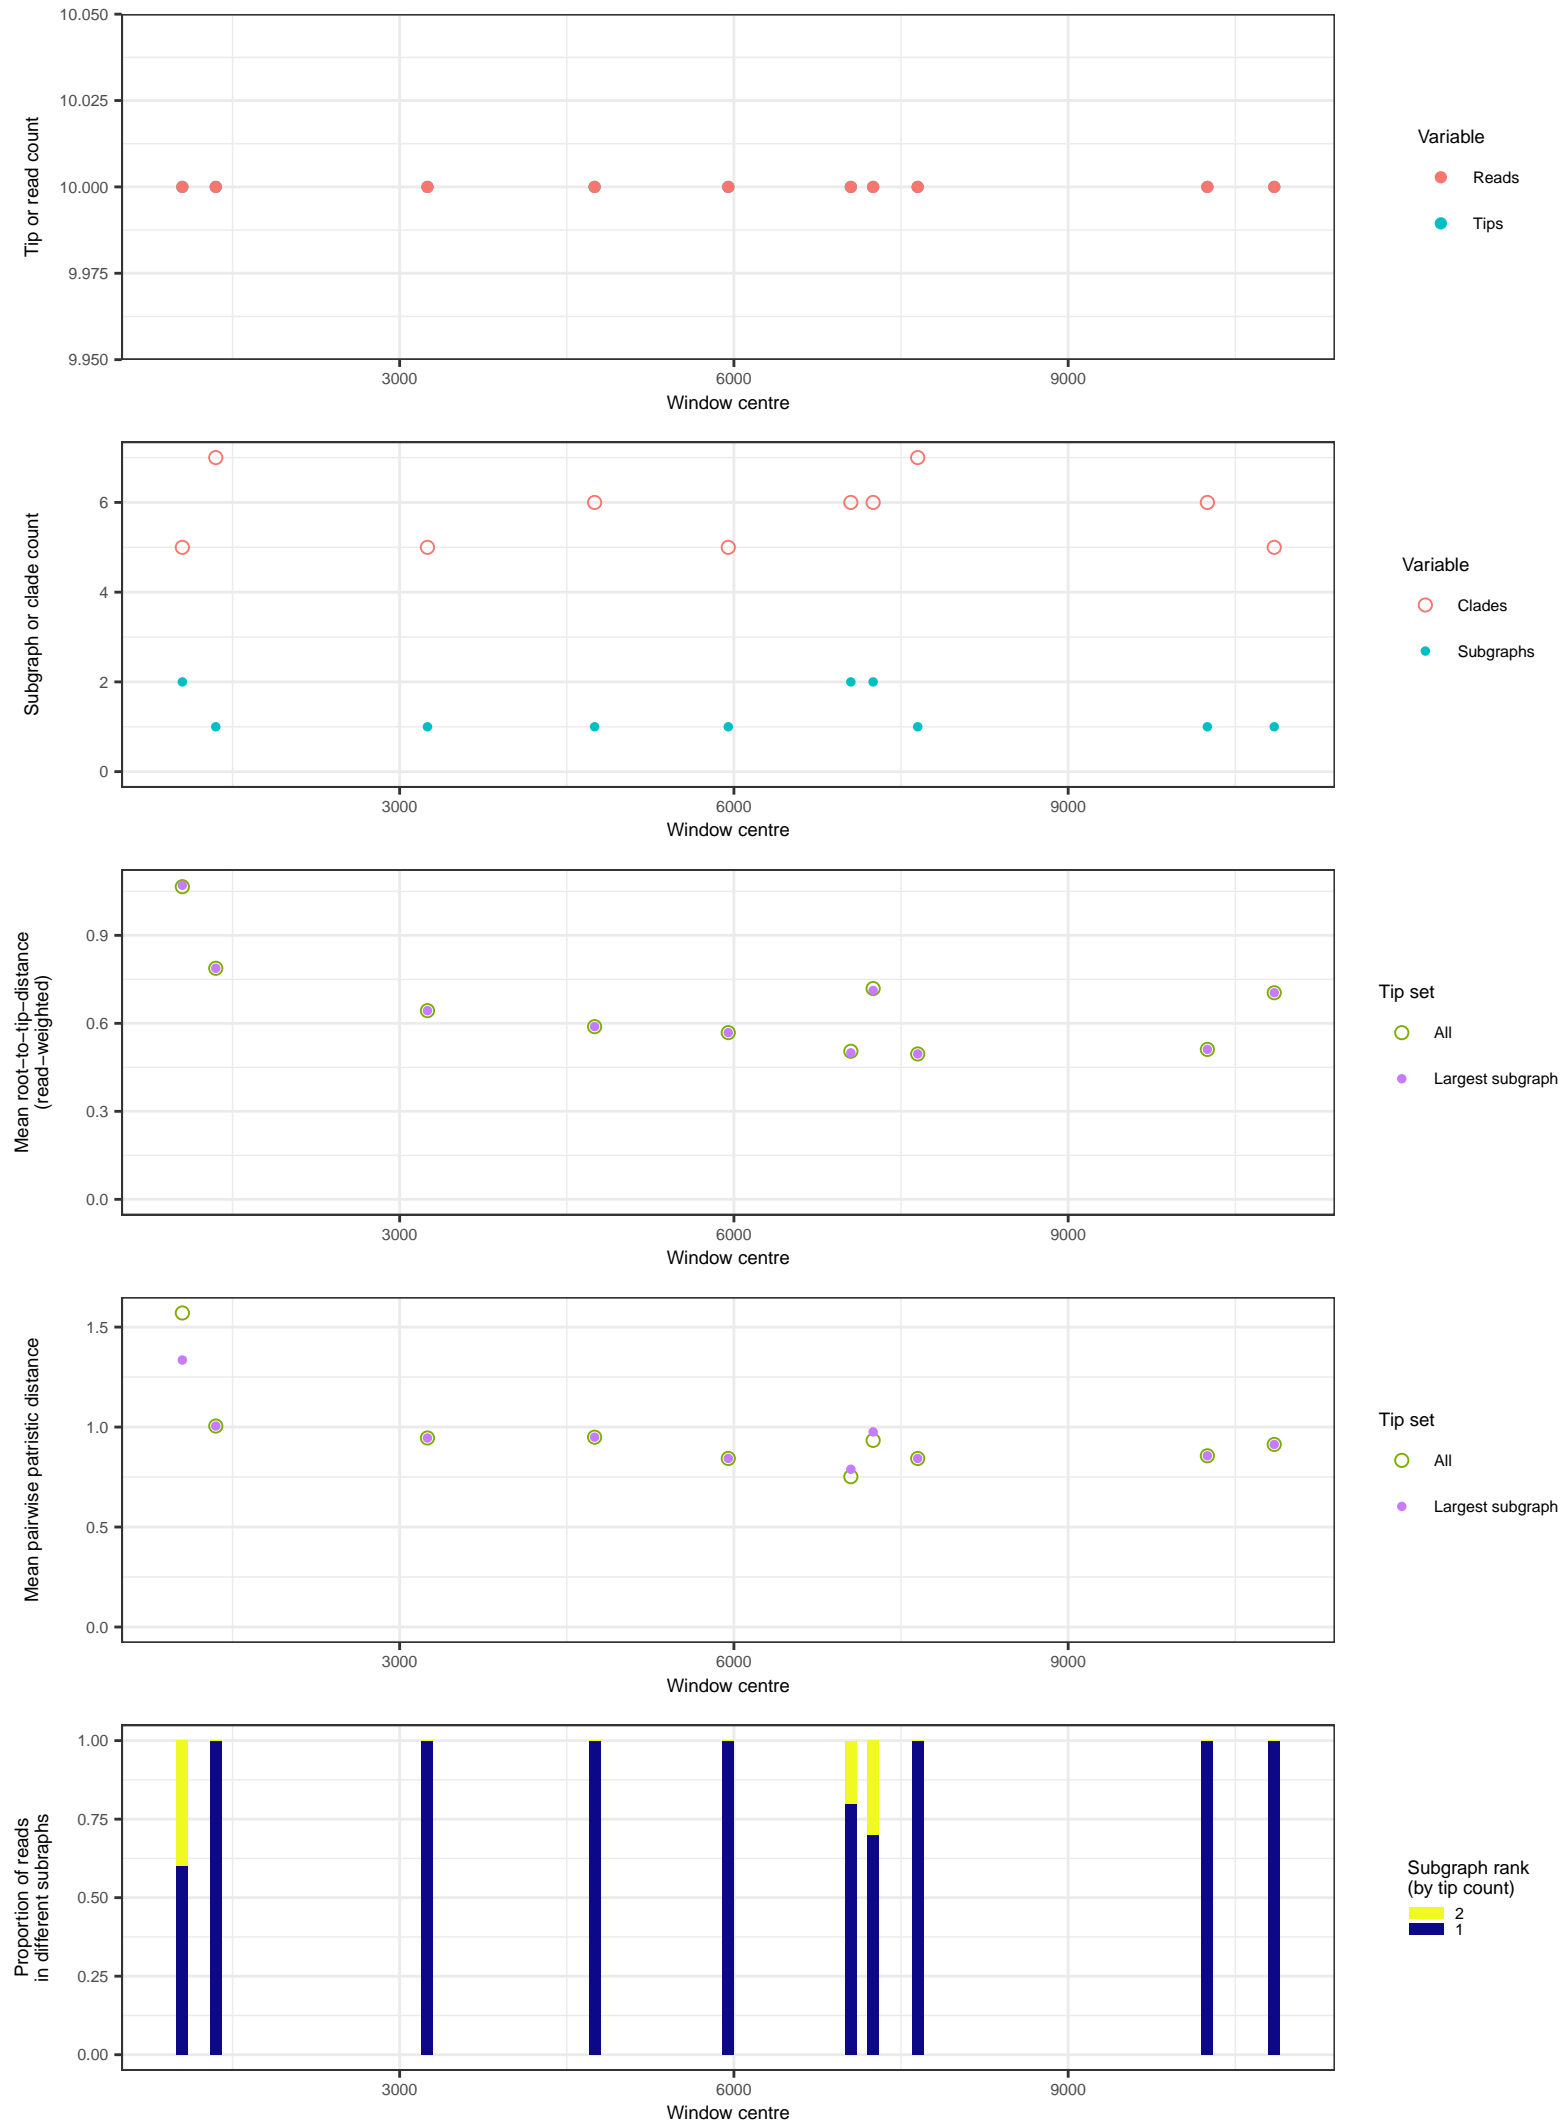 10.050
10.025
10.000
9.975
9.950
Tip or read count
3000
6000
9000
Window centre
Variable
Reads
Tips
6
4
2
0
Subgraph or clade count
3000
6000
9000
Window centre
Variable
Clades
Subgraphs
0.9
0.6
0.3
0.0
Mean root−to−tip−distance
(read−weighted)
3000
6000
9000
Window centre
Tip set
All
Largest subgraph
1.5
1.0
0.5
0.0
Mean pairwise patristic distance
3000
6000
9000
Window centre
Tip set
All
Largest subgraph
1.00
0.75
0.50
0.25
0.00
Proportion of reads
in different subraphs
3000
6000
9000
Window centre
Subgraph rank
(by tip count)
2
1